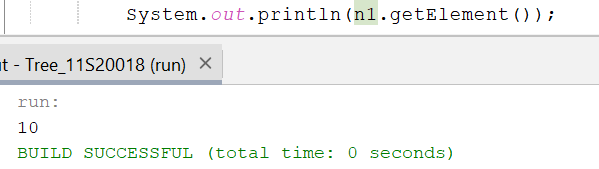 System.out.println(n1.getElement());
ut - Tree_11S20018 (run) ×
run:
10
BUILD SUCCESSFUL (total time: 0 seconds)